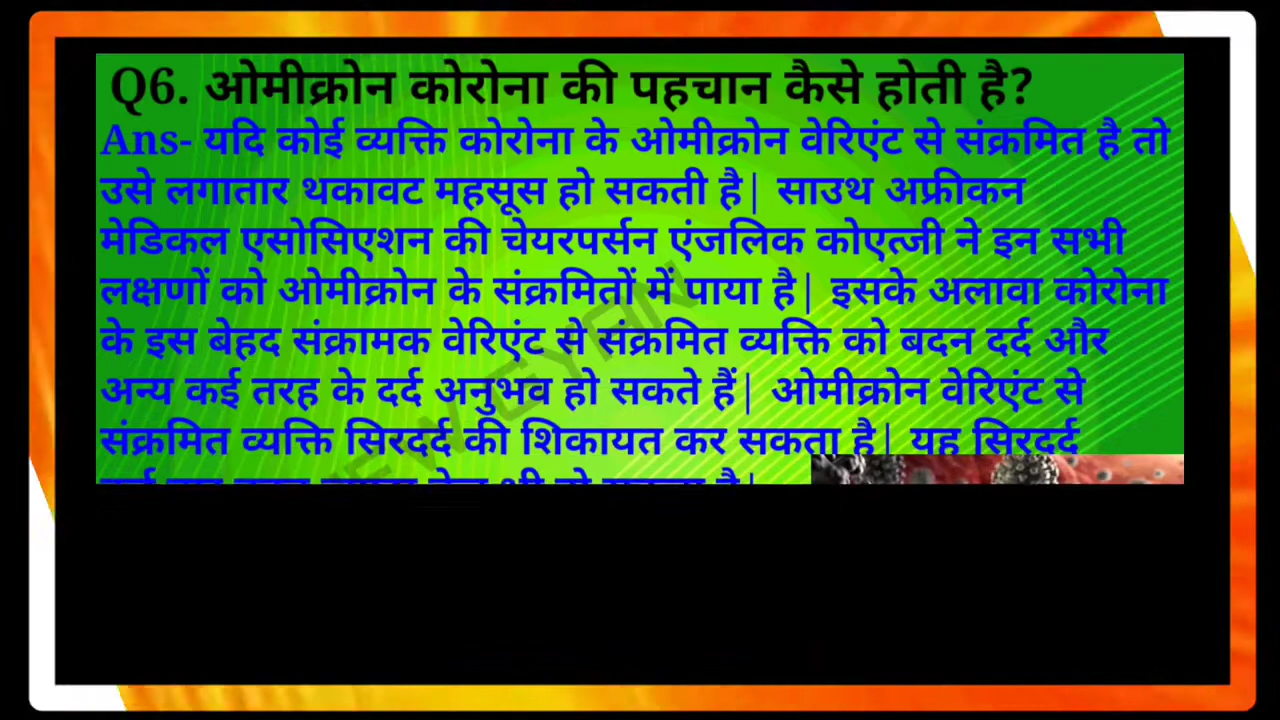 Q6. ओमीक्रोन कोरोना की पहचान कैसे होती है?
Ans- यदि कोई व्यक्ति कोरोना के ओमीक्रोन वेरिएंट से संक्रमित है तो
उसे लगातार थकावट महसूस हो सकती है| साउथ अफ्रीकन
मेडिकल एसोसिएशन की चेयरपर्सन एंजलिक कोएत्जी ने इन सभी
लक्षणों को ओमीक्रोन के संक्रमितों में पाया है| इसके अलावा कोरोना
के इस बेहद संक्रामक वेरिएंट से संक्रमित व्यक्ति को बदन दर्द और
अन्य कई तरह के दर्द अनुभव हो सकते हैं| ओमीक्रोन वेरिएंट से
संक्रमित व्यक्ति सिरदर्द की शिकायत कर सकता है| यह सिरदर्द